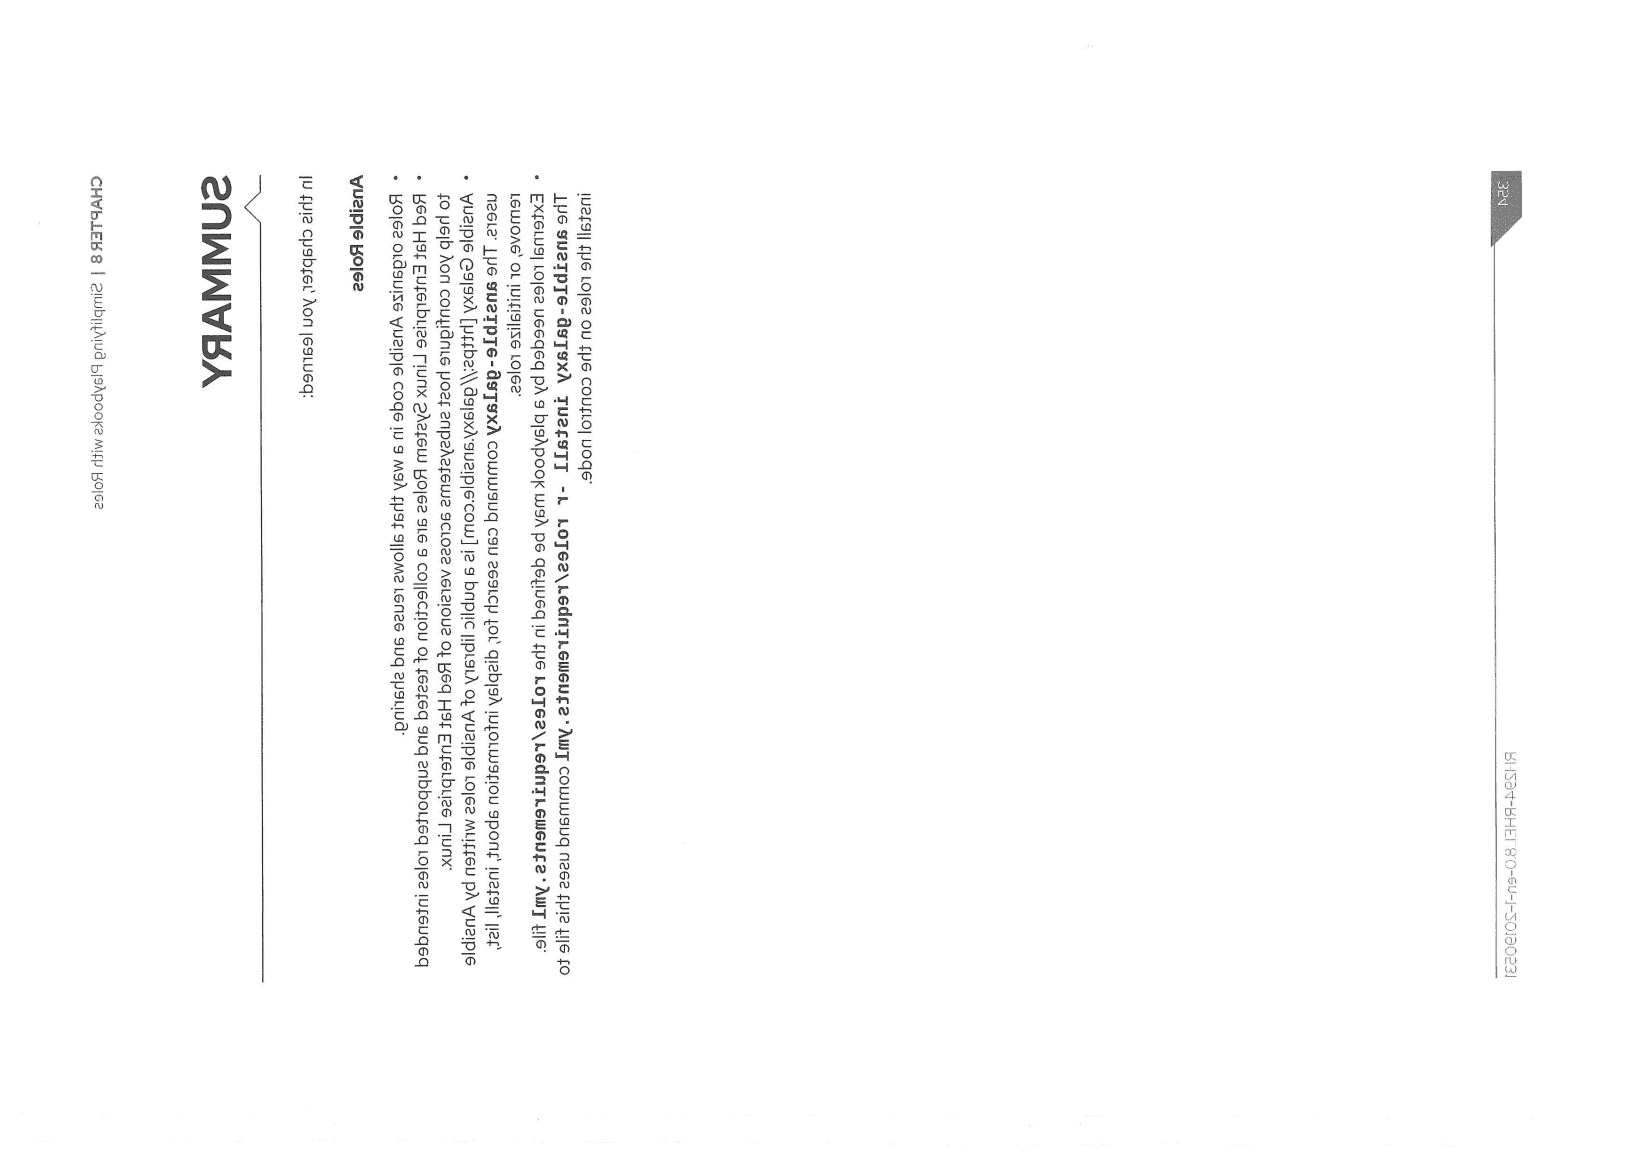 CHAPTER 8 | Simplifying Playbooks with Roles
SUMMARY
In this chapter, you learned:
Ansible Roles
• Roles organize Ansible code in a way that allows reuse and sharing.
• Red Hat Enterprise Linux System Roles are a collection of tested and supported roles intended
to help you configure host subsystems across versions of Red Hat Enterprise Linux.
• Ansible Galaxy [https://galaxy.ansible.com] is a public library of Ansible roles written by Ansible
users. The ansible-galaxy command can search for, display information about, install, list,
remove, or initialize roles.
• External roles needed by a playbook may be defined in the roles/requirements.yml file.
The ansible-galaxy install -r roles/requirements.yml command uses this file to
install the roles on the control node.
354
RH294-RHEL8.0-en-1-20190531